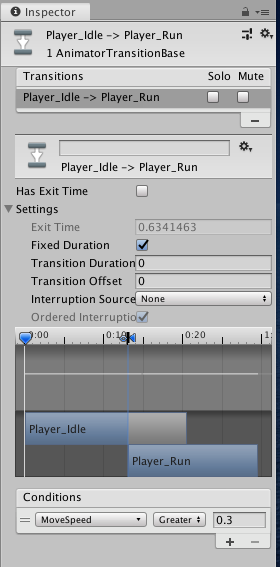 Inspector
Player_Idle -> Player_Run
1 AnimatorTransitionBase
Transitions Solo Mute
Player_Idle -> Player_Run
Player_Idle -> Player_Run
Has Exit Time
Settings
Exit Time 0.6341463
Fixed Duration
Transition Duration 0
Transition Offset 0
Interruption Source None
Ordered Interruptio
0:00 0:10 0:20 1:
Player_Idle
Player_Run
Conditions
MoveSpeed Greater 0.3
+ −